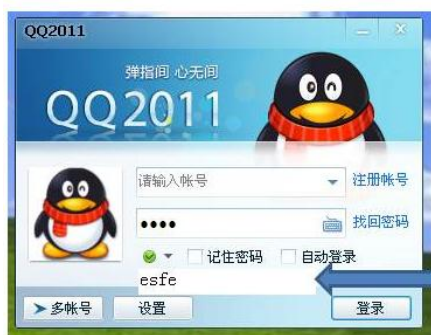 QQ2011
弹指间 心无间
QQ2011
请输入帐号 注册帐号
•••• 找回密码
记住密码 自动登录
esfe
多帐号 设置 登录